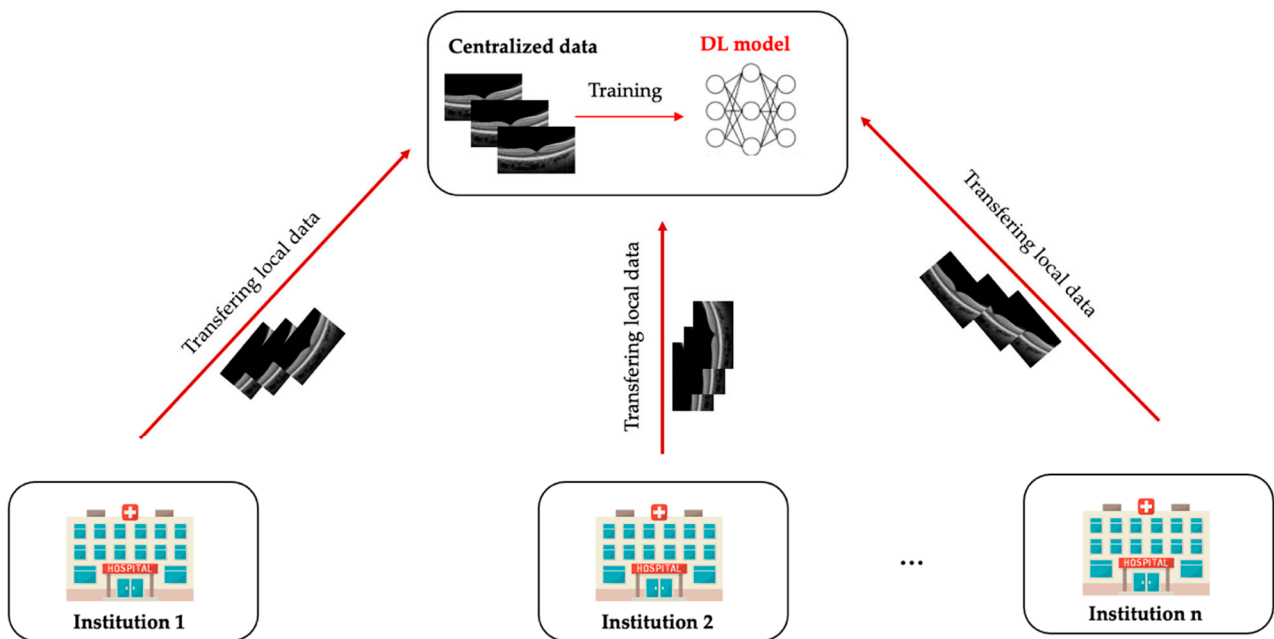 Centralized data
DL model
Training
Transfering local data
Transfering local data
Transfering local data
HOSPITAL
Institution 1
HOSPITAL
Institution 2
...
HOSPITAL
Institution n